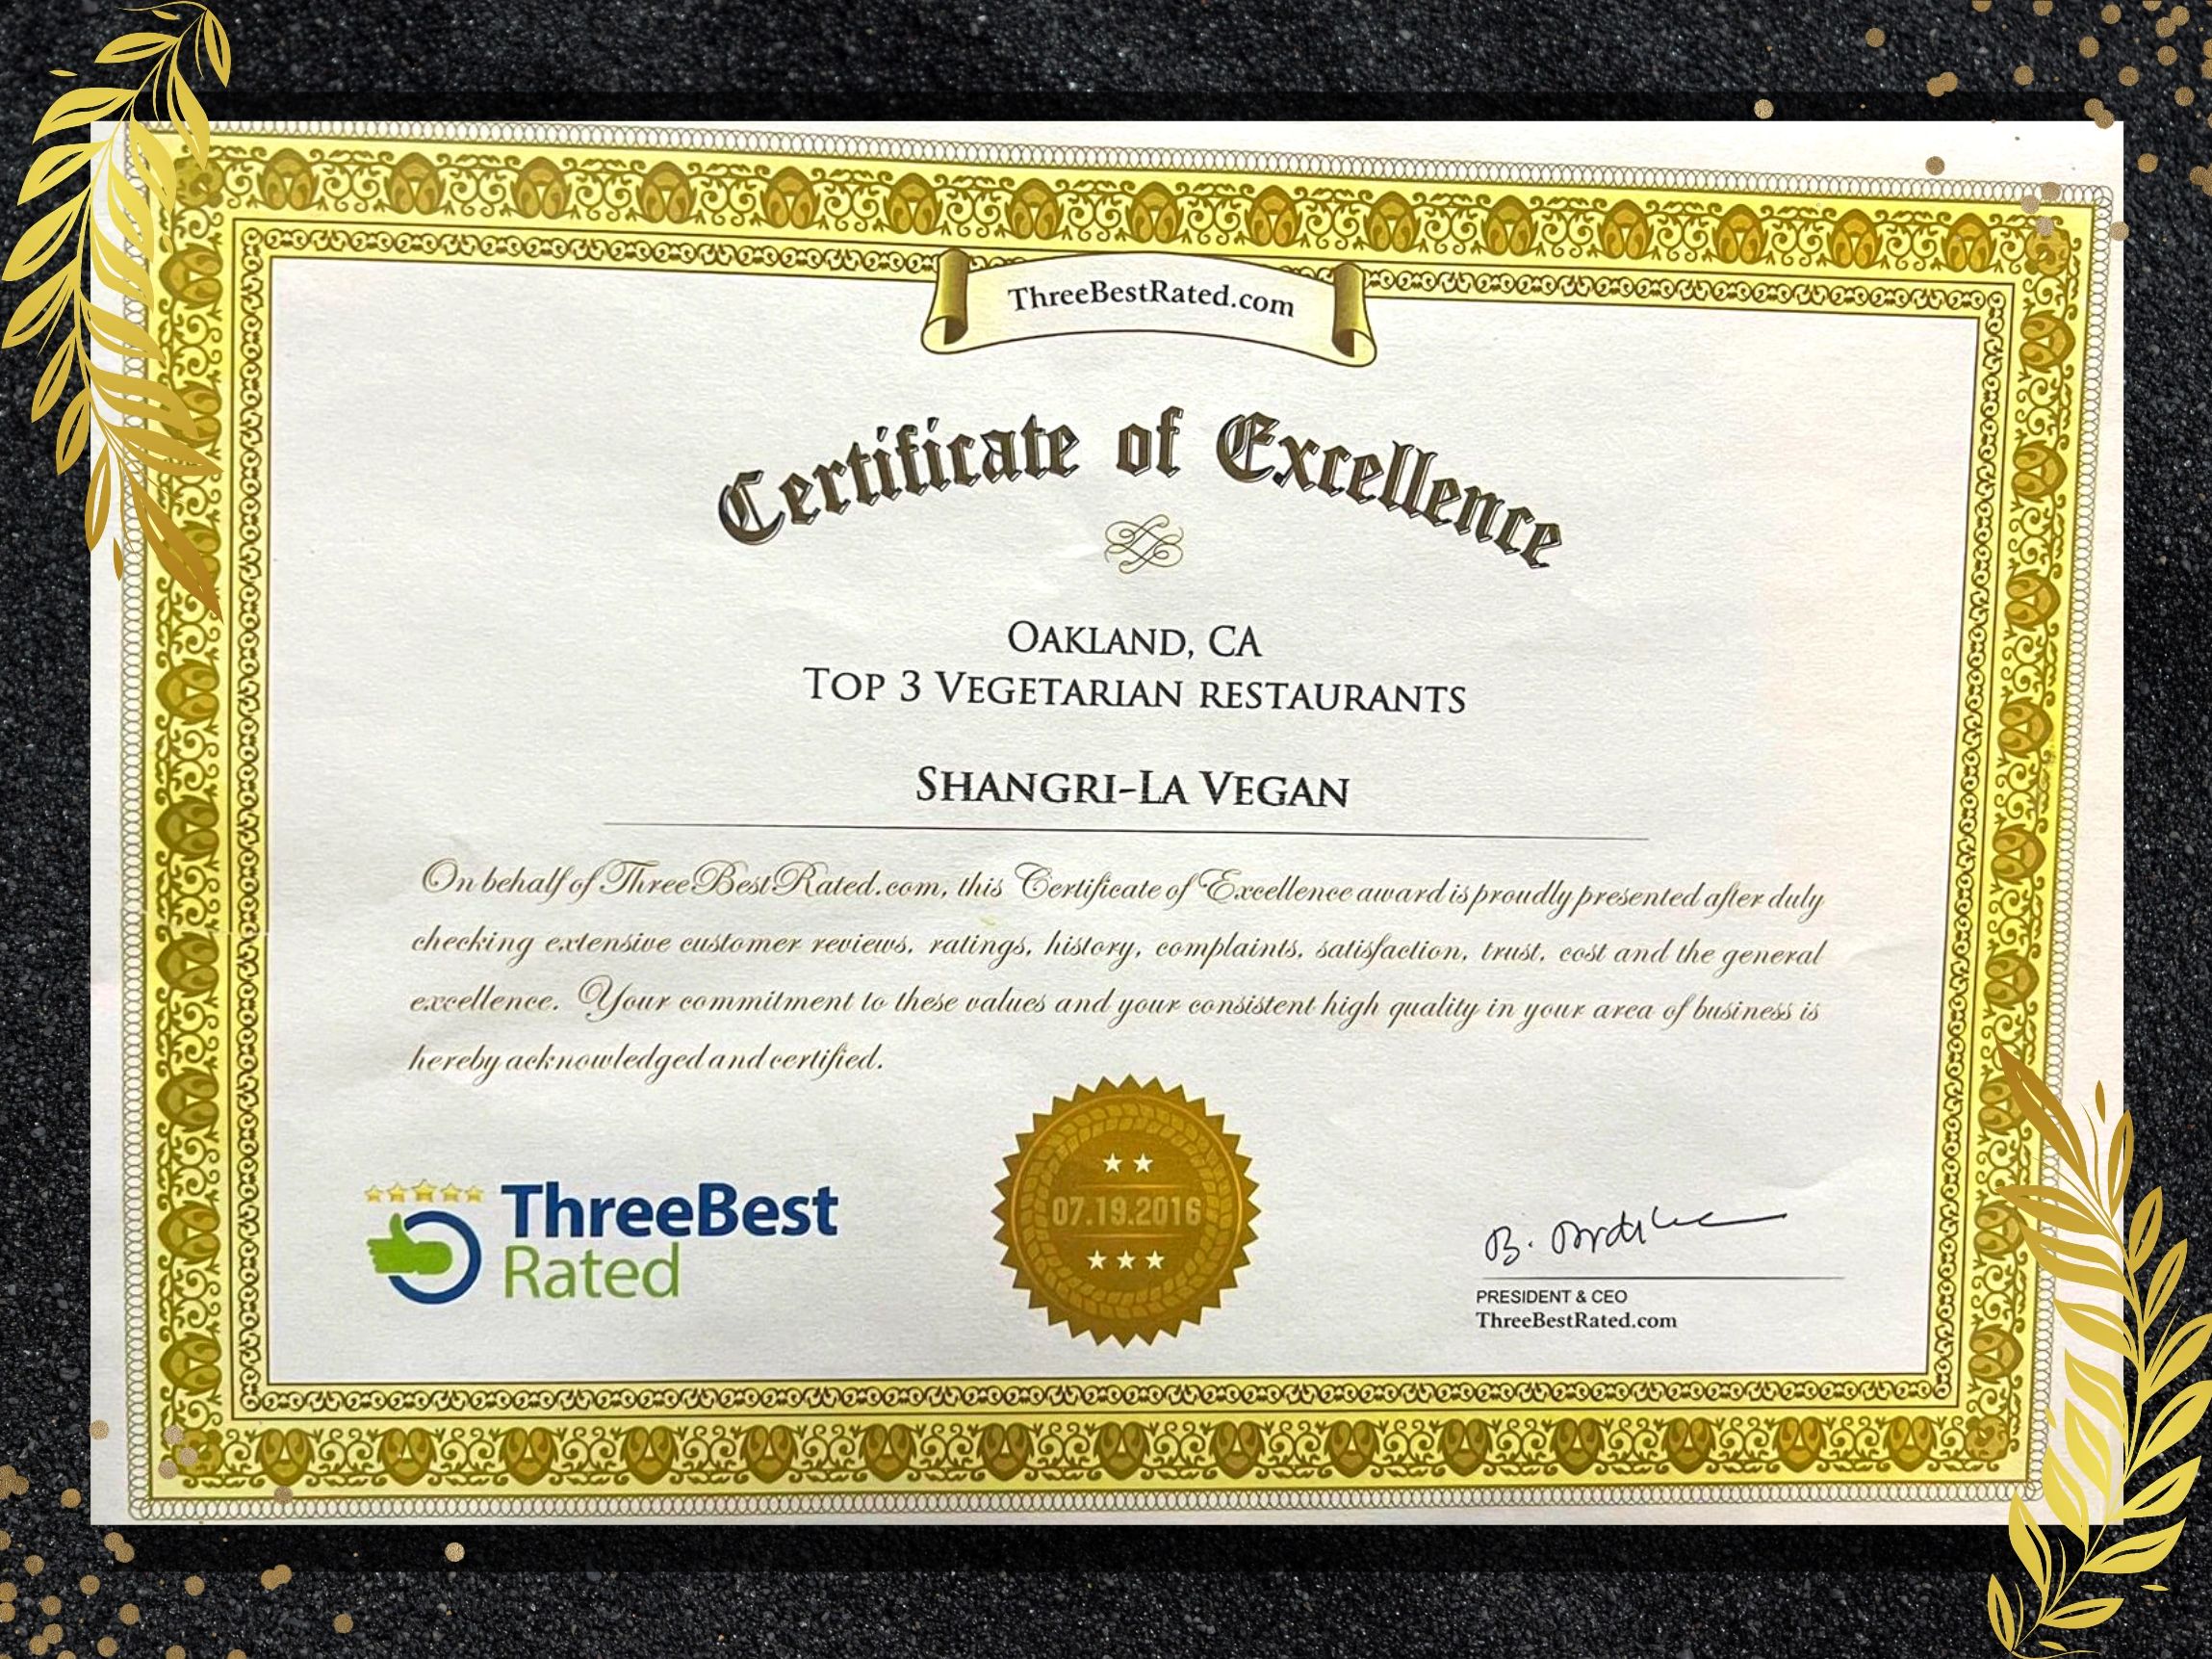 ThreeBestRated.com
Certificate of Excellence
OAKLAND, CA
TOP 3 VEGETARIAN RESTAURANTS
SHANGRI-LA VEGAN
On behalf of ThreeBestRated.com, this Certificate of Excellence award is proudly presented after duly
checking extensive customer reviews, ratings, history, complaints, satisfaction, trust, cost and the general
excellence. Your commitment to these values and your consistent high quality in your area of business is
hereby acknowledged and certified.
ThreeBest
Rated
07.19.2016
PRESIDENT & CEO
ThreeBestRated.com